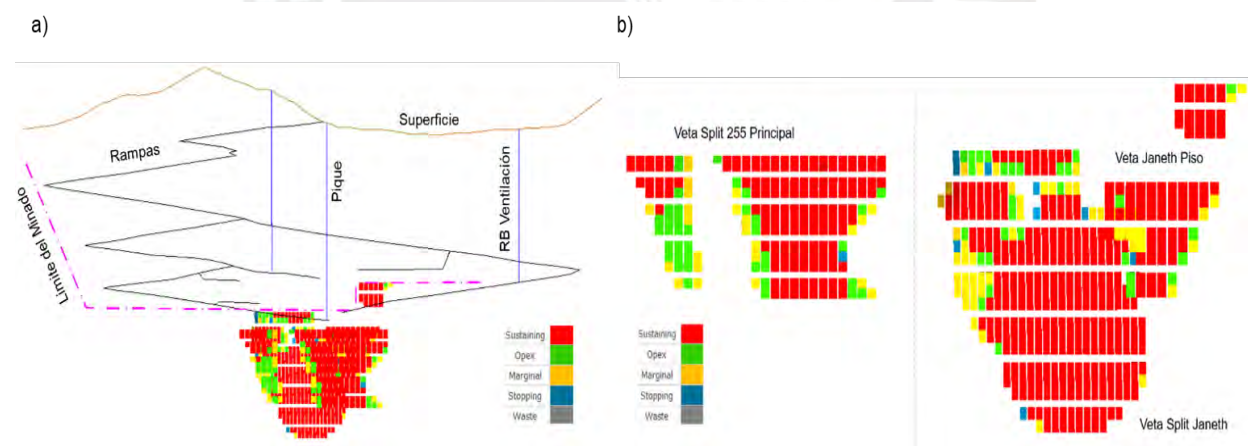 a)
Superficie
Rampas
Pique
RB Ventilación
Límite del Minado
Sustaining
Opex
Marginal
Stopping
Waste
b)
Veta Split 255 Principal
Veta Janeth Piso
Sustaining
Opex
Marginal
Stopping
Waste
Veta Split Janeth